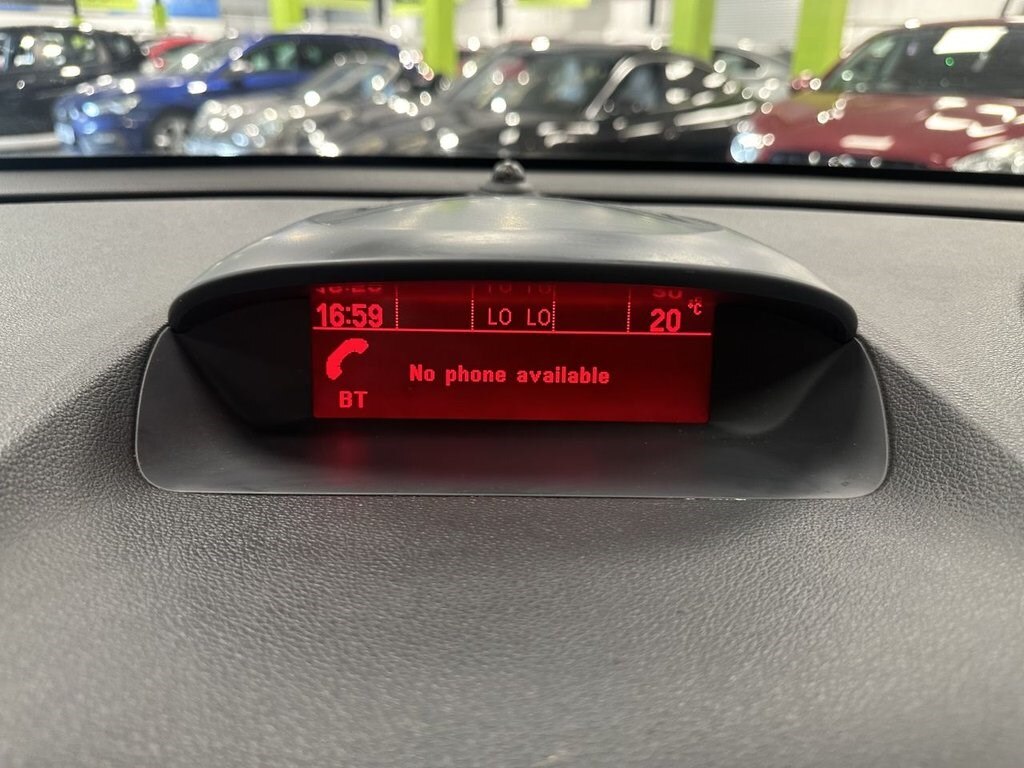 16:59 LO LO 20 °C
No phone available
BT